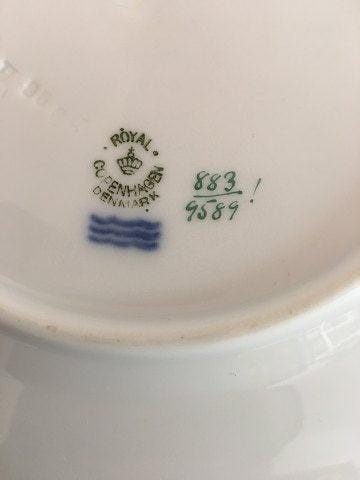 ROYAL
COPENHAGEN
DENMARK
883
9589 !